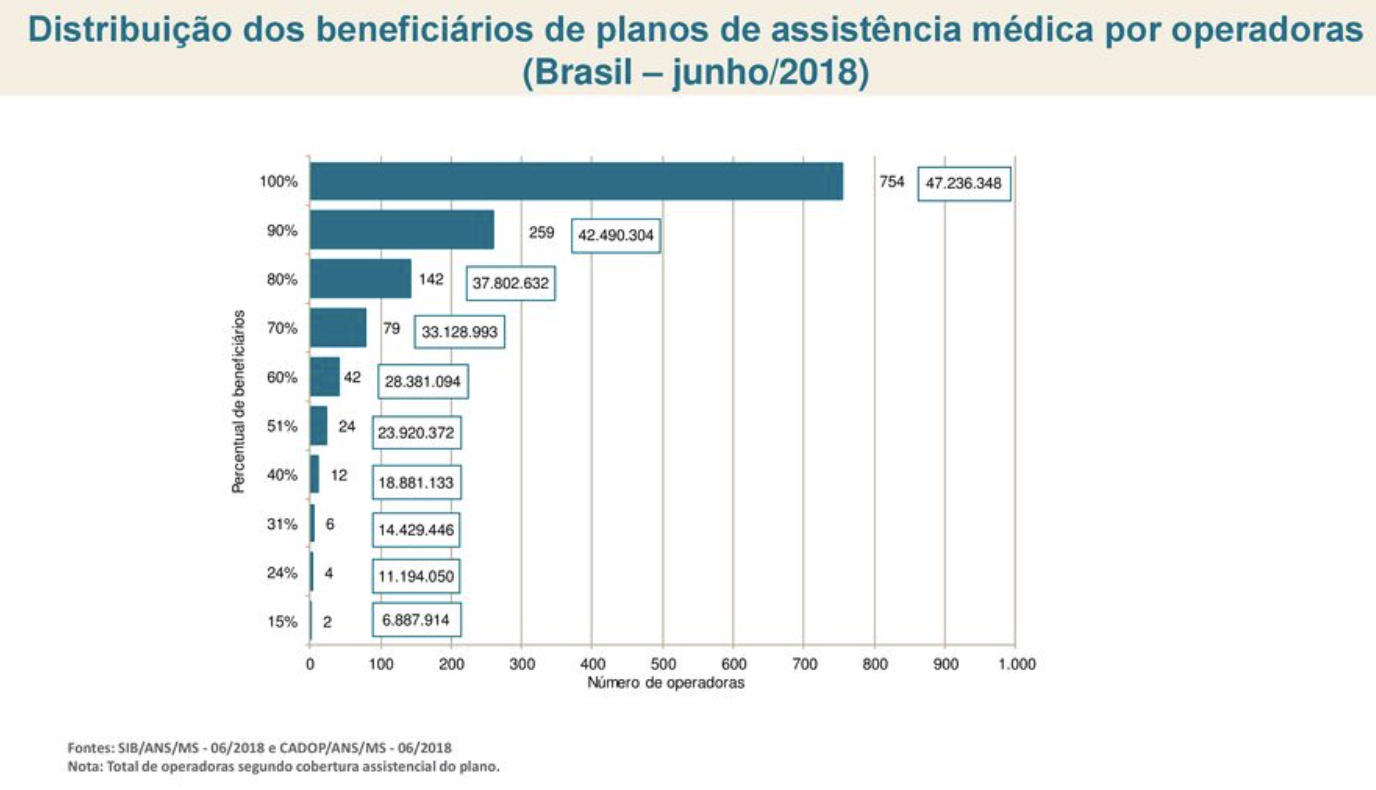 Distribuição dos beneficiários de planos de assistência médica por operadoras
(Brasil – junho/2018)
100% 754 47.236.348
90% 259 42.490.304
80% 142 37.802.632
70% 79 33.128.993
60% 42 28.381.094
51% 24 23.920.372
40% 12 18.881.133
31% 6 14.429.446
24% 4 11.194.050
15% 2 6.887.914
Percentual de beneficiários
0 100 200 300 400 500 600 700 800 900 1.000
Número de operadoras
Fontes: SIB/ANS/MS - 06/2018 e CADOP/ANS/MS - 06/2018
Nota: Total de operadoras segundo cobertura assistencial do plano.